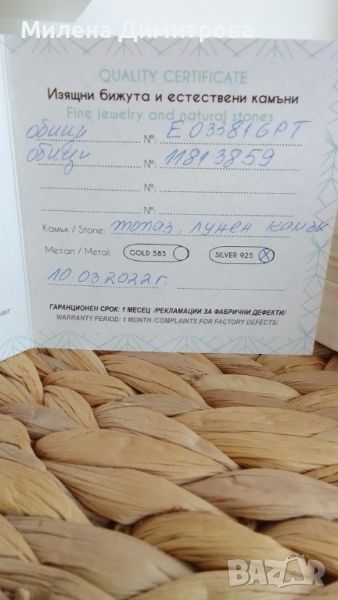 Милена Димитрова
QUALITY CERTIFICATE
Изящни бижута и естествени камъни
Fine jewelry and natural stones
обици №: E033816PT
обици №: 11813859
№:
№:
Камък / Stone: топаз, лунен камък
Метал / Metal: GOLD 585 SILVER 925
10.03.2022г.
ГАРАНЦИОНЕН СРОК: 1 МЕСЕЦ /РЕКЛАМАЦИИ ЗА ФАБРИЧНИ ДЕФЕКТИ/
WARRANTY PERIOD: 1 MONTH /COMPLAINTS FOR FACTORY DEFECTS/
BAZAR